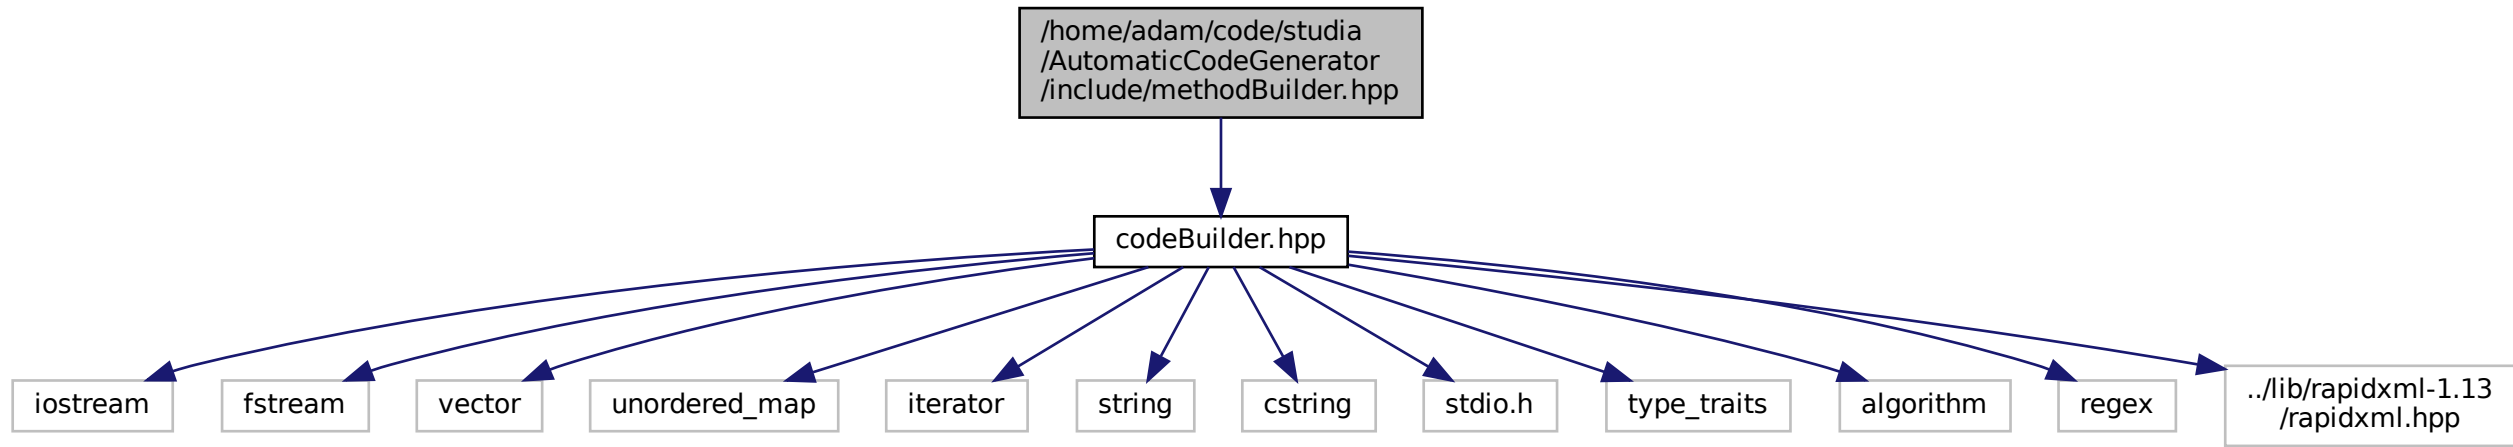 /home/adam/code/studia
/AutomaticCodeGenerator
/include/methodBuilder.hpp
codeBuilder.hpp
iostream
fstream
vector
unordered_map
iterator
string
cstring
stdio.h
type_traits
algorithm
regex
../lib/rapidxml-1.13
/rapidxml.hpp